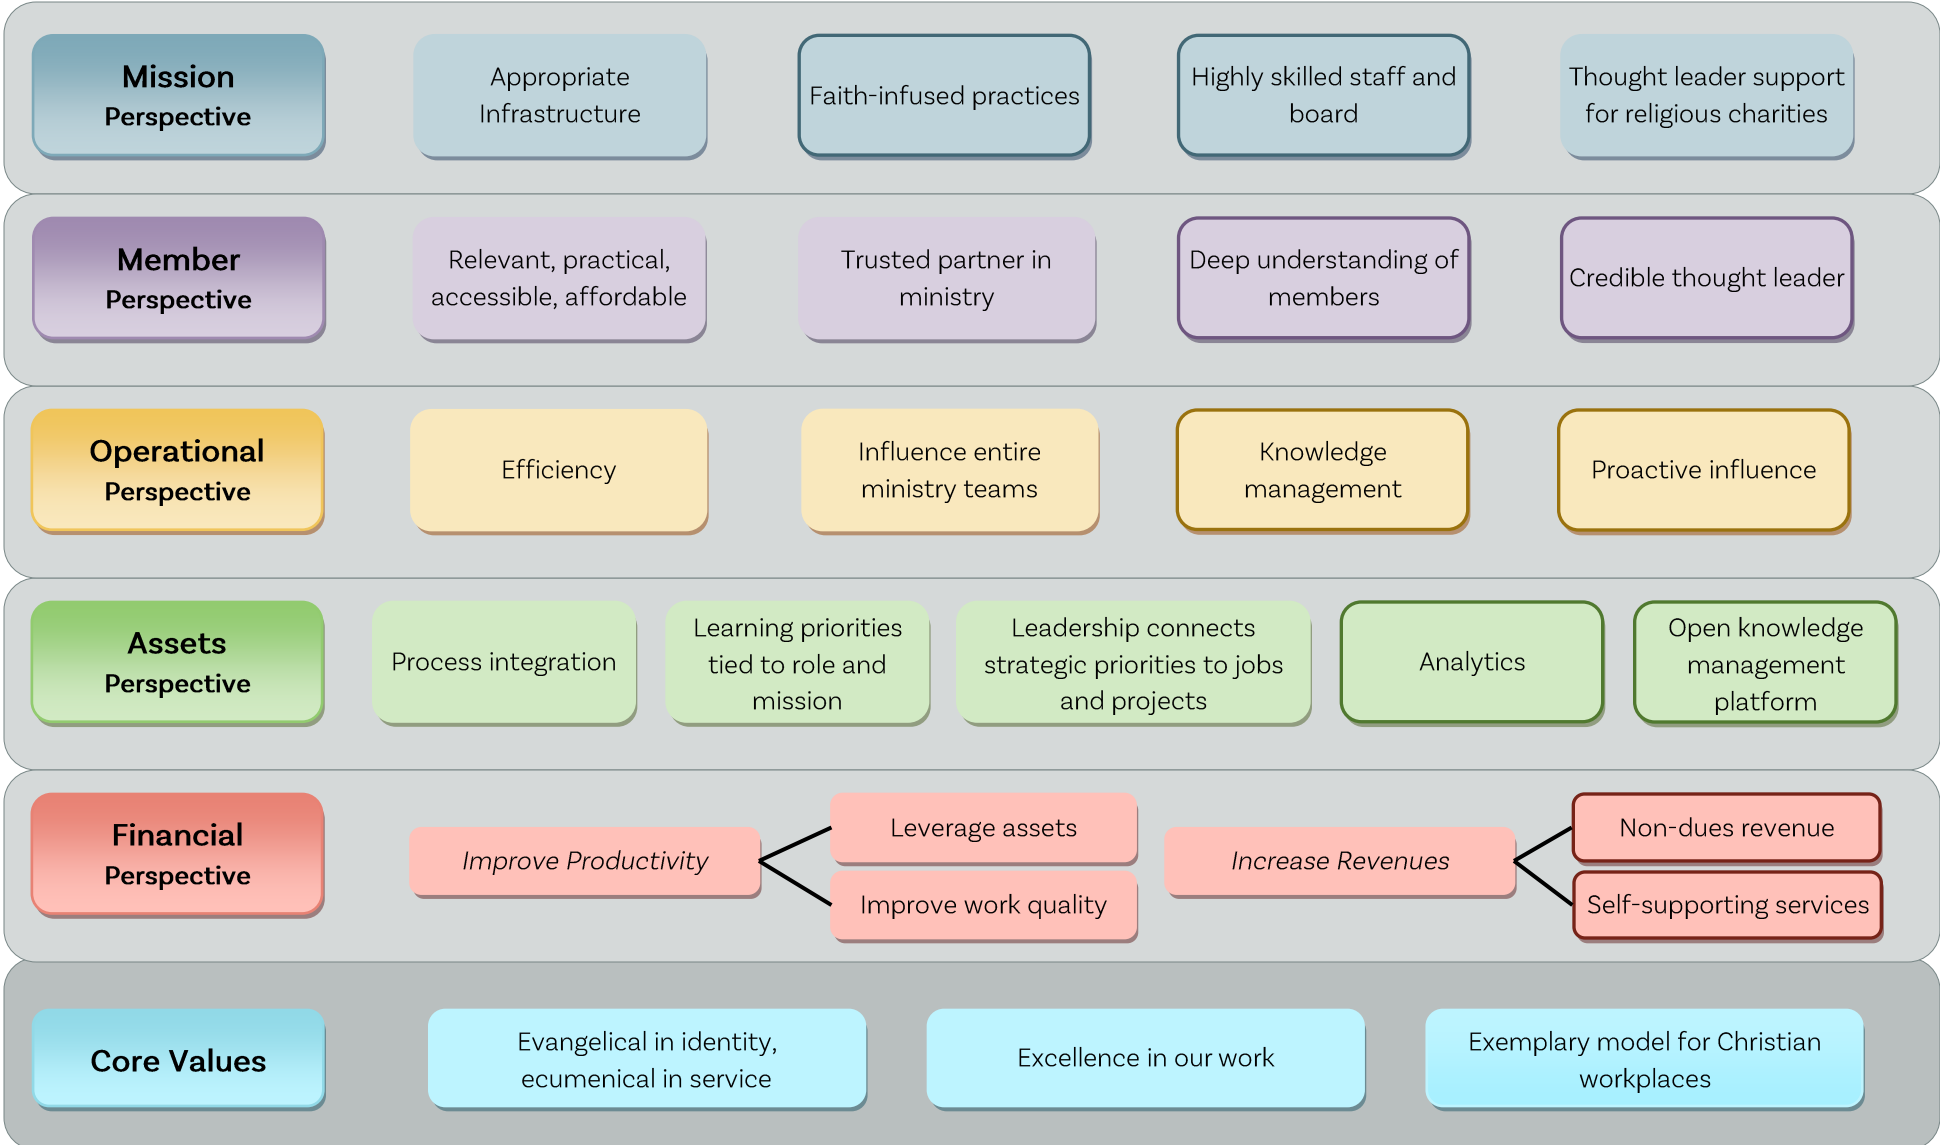 Mission
Perspective
Appropriate
Infrastructure
Faith-infused practices
Highly skilled staff and
board
Thought leader support
for religious charities
Member
Perspective
Relevant, practical,
accessible, affordable
Trusted partner in
ministry
Deep understanding of
members
Credible thought leader
Operational
Perspective
Efficiency
Influence entire
ministry teams
Knowledge
management
Proactive influence
Assets
Perspective
Process integration
Learning priorities
tied to role and
mission
Leadership connects
strategic priorities to jobs
and projects
Analytics
Open knowledge
management
platform
Financial
Perspective
Improve Productivity
Leverage assets
Improve work quality
Increase Revenues
Non-dues revenue
Self-supporting services
Core Values
Evangelical in identity,
ecumenical in service
Excellence in our work
Exemplary model for Christian
workplaces